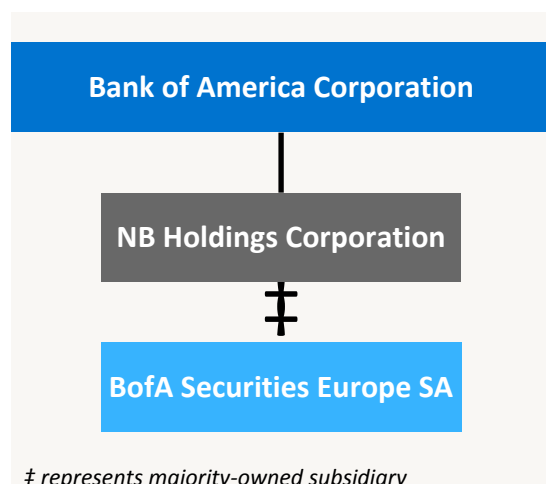 Bank of America Corporation
NB Holdings Corporation
‡
BofA Securities Europe SA
‡ represents majority-owned subsidiary